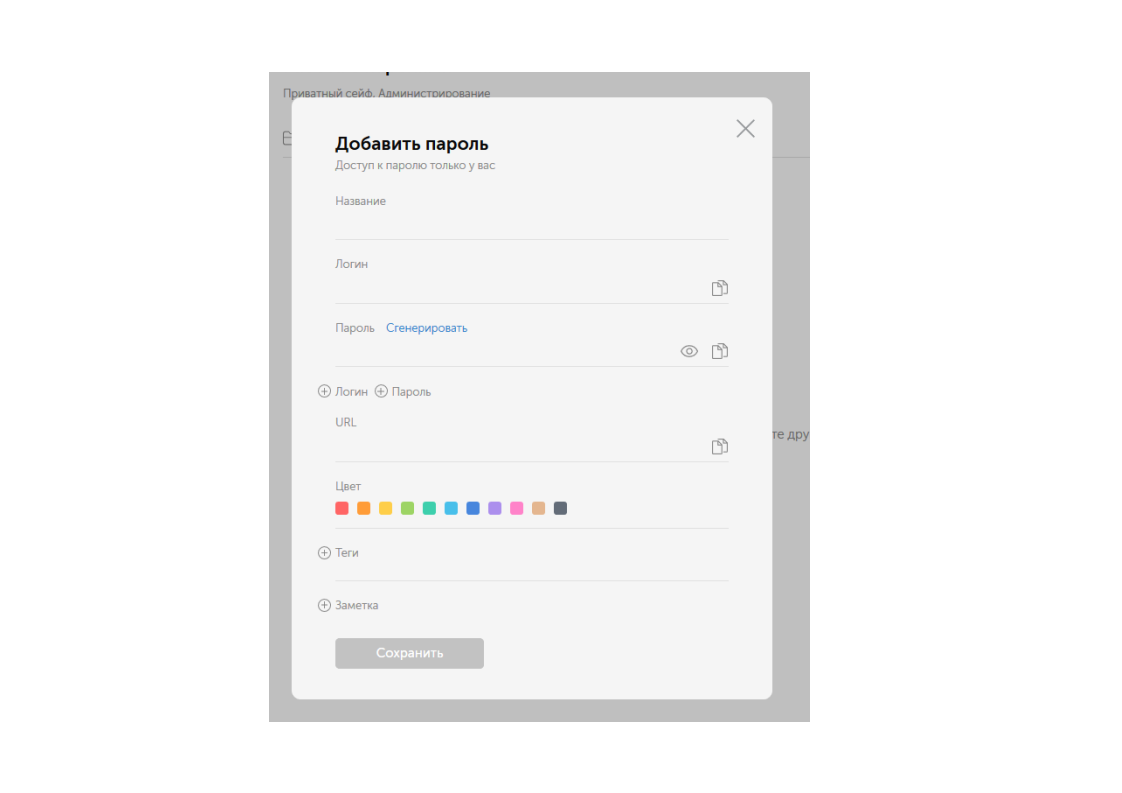 Приватный сейф. Администрирование
Добавить пароль
Доступ к паролю только у вас
Название
Логин
Пароль Сгенерировать
Логин Пароль
те дру
URL
Цвет
Теги
Заметка
Сохранить